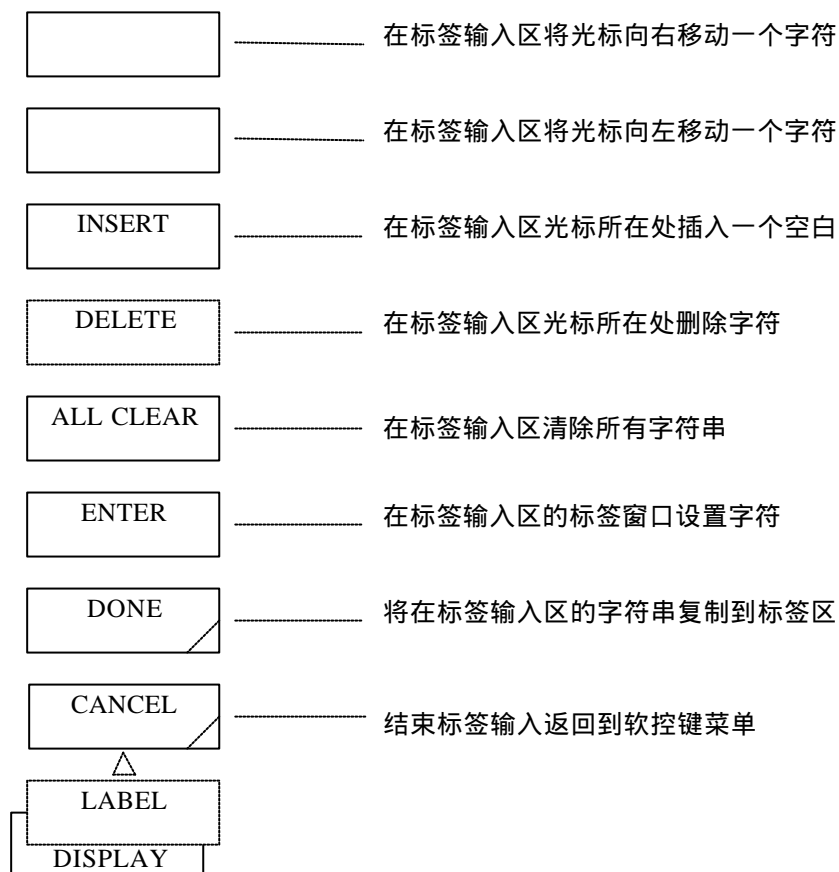 在标签输入区将光标向右移动一个字符
在标签输入区将光标向左移动一个字符
INSERT 在标签输入区光标所在处插入一个空白
DELETE 在标签输入区光标所在处删除字符
ALL CLEAR 在标签输入区清除所有字符串
ENTER 在标签输入区的标签窗口设置字符
DONE 将在标签输入区的字符串复制到标签区
CANCEL 结束标签输入返回到软控键菜单
LABEL
DISPLAY